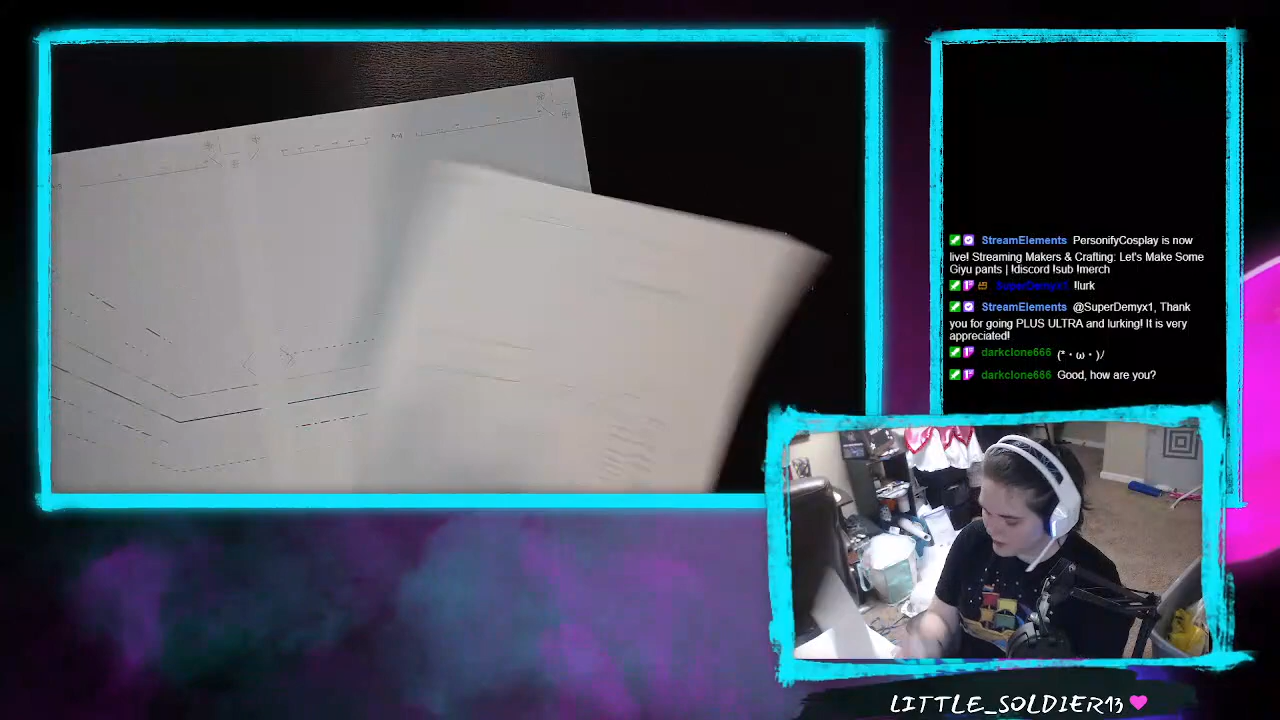 StreamElements PersonifyCosplay is now
live! Streaming Makers & Crafting: Let's Make Some
Giyu pants | !discord !sub !merch
SuperDemyx1 !lurk
StreamElements @SuperDemyx1, Thank
you for going PLUS ULTRA and lurking! It is very
appreciated!
darkclone666 (*・ω・)ﾉ
darkclone666 Good, how are you?
LITTLE_SOLDIER13